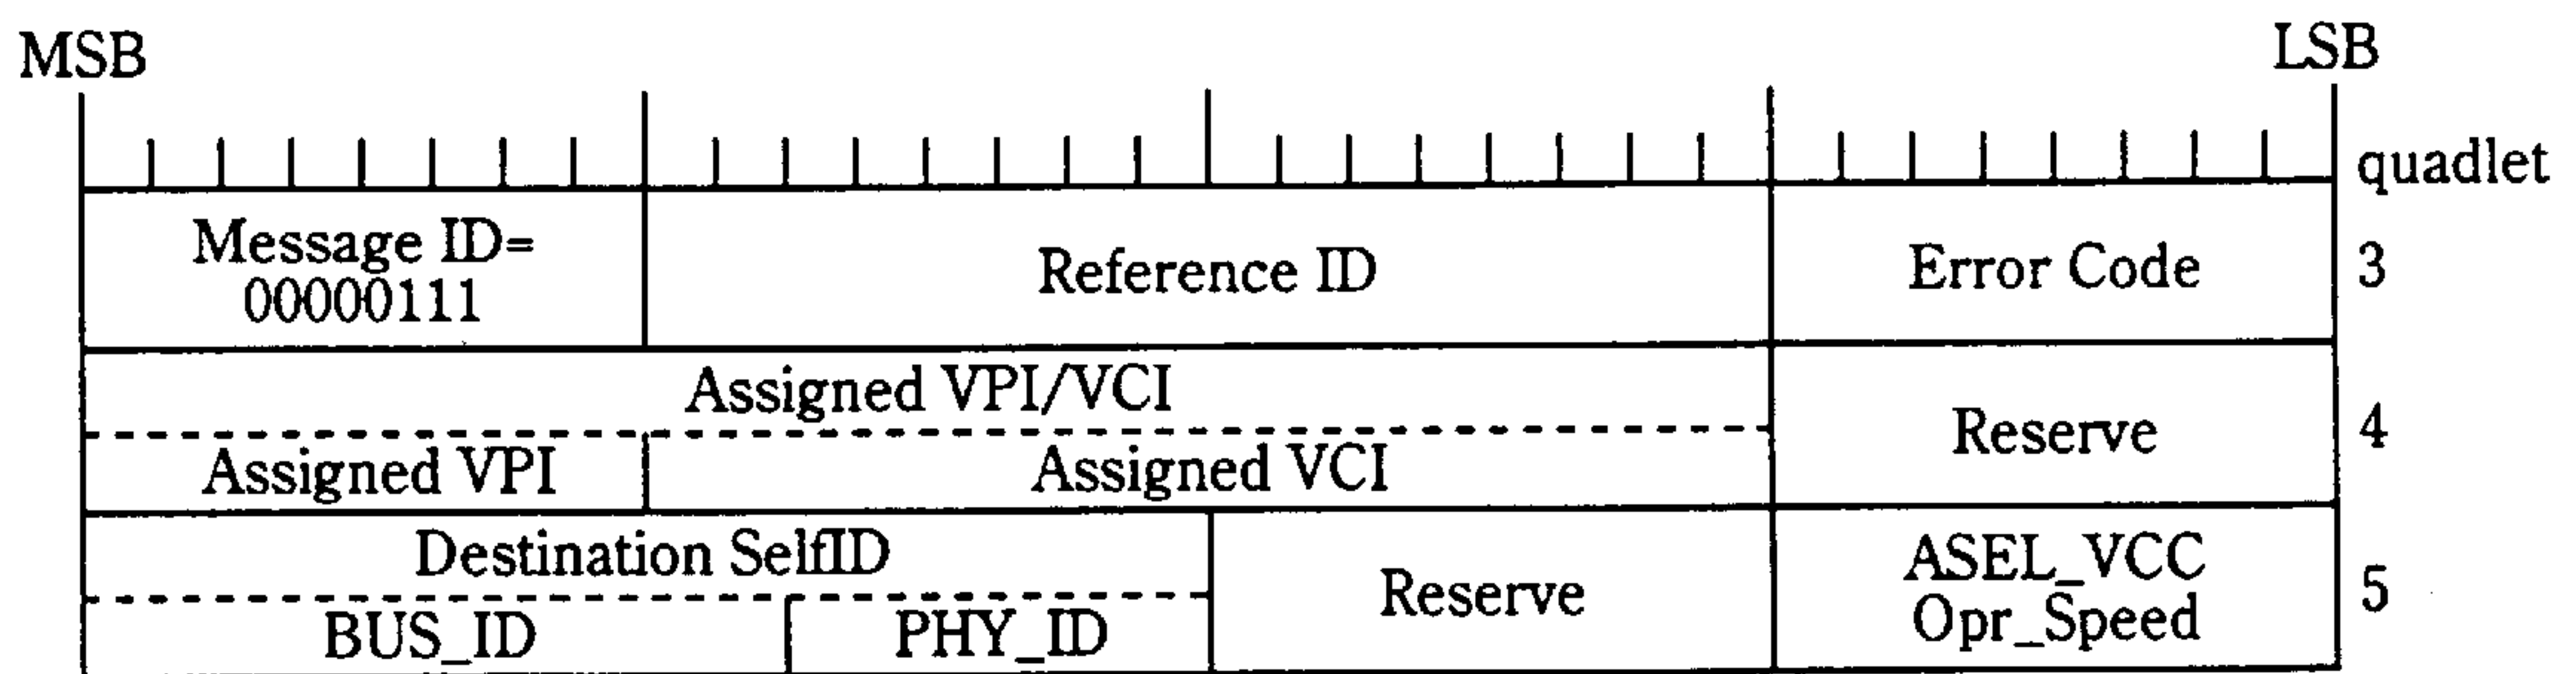 MSB LSB
quadlet
Message ID=
00000111
Reference ID
Error Code
3
Assigned VPI/VCI
Assigned VPI
Assigned VCI
Reserve
4
Destination SelfID
BUS_ID
PHY_ID
Reserve
ASEL_VCC
Opr_Speed
5